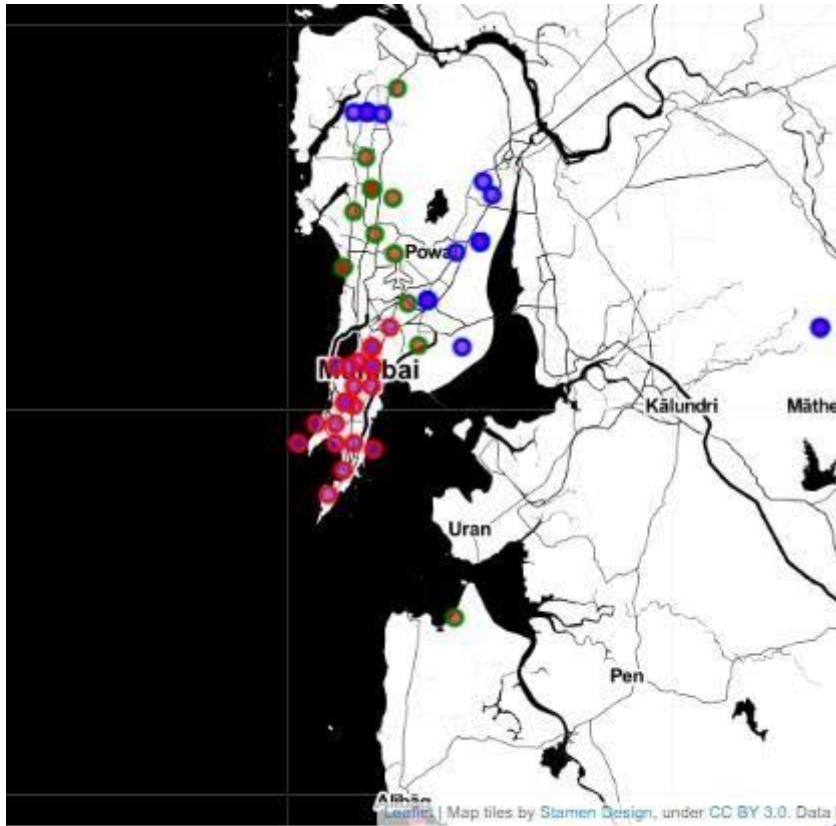 Powai
Mumbai
Kālundri
Māthe
Uran
Pen
Alibāg
Leaflet | Map tiles by Stamen Design, under CC BY 3.0. Data